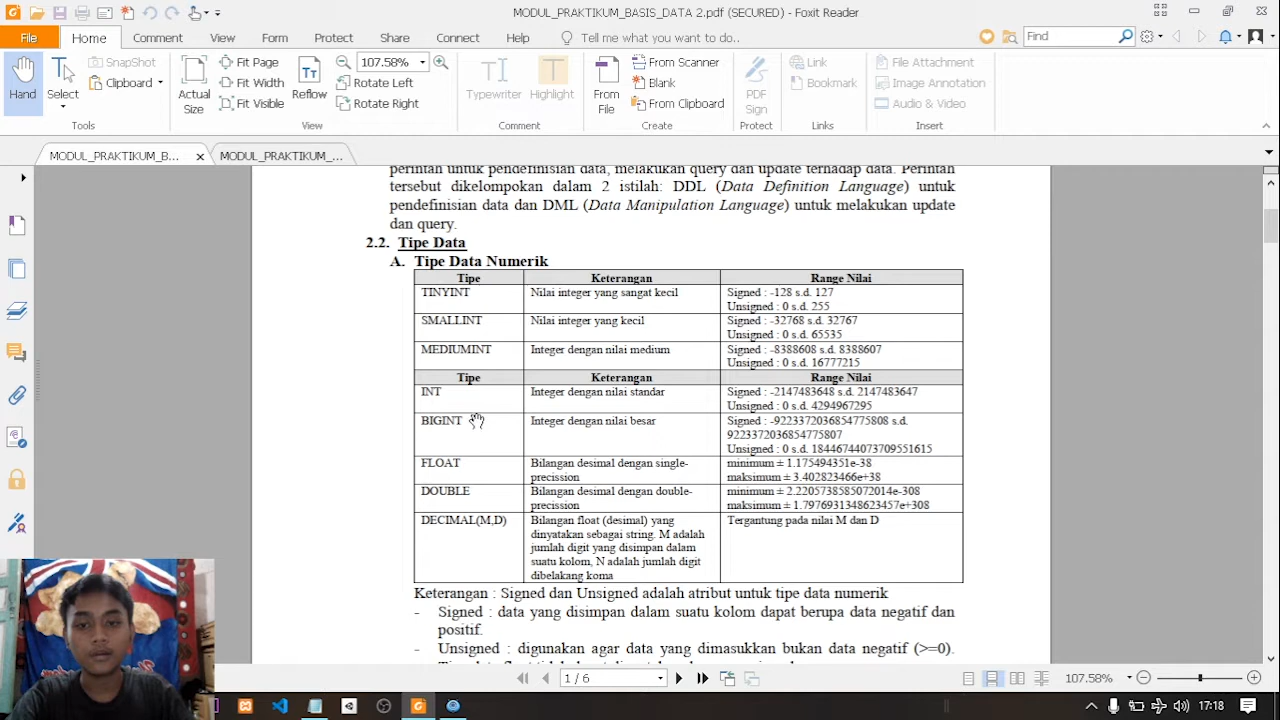 MODUL_PRAKTIKUM_BASIS_DATA 2.pdf (SECURED) - Foxit Reader
File Home Comment View Form Protect Share Connect Help Tell me what you want to do... Find
Hand
Select
SnapShot
Clipboard
Tools
Actual Size
Fit Page
Fit Width
Fit Visible
Reflow
107.58%
Rotate Left
Rotate Right
View
Typewriter
Highlight
Comment
From File
From Scanner
Blank
From Clipboard
Create
PDF Sign
Protect
Link
Bookmark
Links
File Attachment
Image Annotation
Audio & Video
Insert
MODUL_PRAKTIKUM_B... MODUL_PRAKTIKUM_...
perintah untuk pendefinisian data, melakukan query dan update terhadap data. Perintah
tersebut dikelompokan dalam 2 istilah: DDL (Data Definition Language) untuk
pendefinisian data dan DML (Data Manipulation Language) untuk melakukan update
dan query.
2.2. Tipe Data
A. Tipe Data Numerik
Tipe Keterangan Range Nilai
TINYINT Nilai integer yang sangat kecil Signed : -128 s.d. 127
Unsigned : 0 s.d. 255
SMALLINT Nilai integer yang kecil Signed : -32768 s.d. 32767
Unsigned : 0 s.d. 65535
MEDIUMINT Integer dengan nilai medium Signed : -8388608 s.d. 8388607
Unsigned : 0 s.d. 16777215
Tipe Keterangan Range Nilai
INT Integer dengan nilai standar Signed : -2147483648 s.d. 2147483647
Unsigned : 0 s.d. 4294967295
BIGINT Integer dengan nilai besar Signed : -9223372036854775808 s.d.
9223372036854775807
Unsigned : 0 s.d. 18446744073709551615
FLOAT Bilangan desimal dengan single- minimum ± 1.175494351e-38
precission maksimum ± 3.402823466e+38
DOUBLE Bilangan desimal dengan double- minimum ± 2.2205738585072014e-308
precission maksimum ± 1.7976931348623457e+308
DECIMAL(M,D) Bilangan float (desimal) yang Tergantung pada nilai M dan D
dinyatakan sebagai string. M adalah
jumlah digit yang disimpan dalam
suatu kolom, N adalah jumlah digit
dibelakang koma
Keterangan : Signed dan Unsigned adalah atribut untuk tipe data numerik
- Signed : data yang disimpan dalam suatu kolom dapat berupa data negatif dan
positif.
- Unsigned : digunakan agar data yang dimasukkan bukan data negatif (>=0).
1 / 6
107.58%
17:18